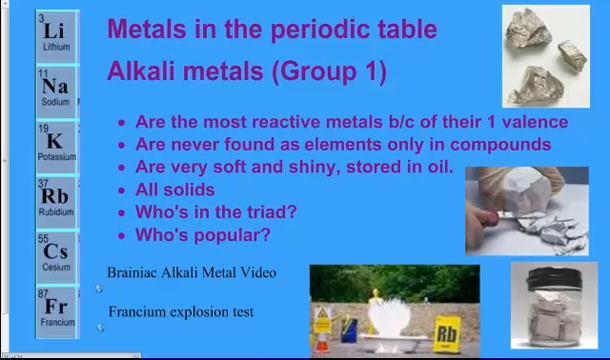 Metals in the periodic table
Alkali metals (Group 1)
3
Li
Lithium
11
Na
Sodium
19
K
Potassium
37
Rb
Rubidium
55
Cs
Cesium
87
Fr
Francium
• Are the most reactive metals b/c of their 1 valence
• Are never found as elements only in compounds
• Are very soft and shiny, stored in oil.
• All solids
• Who's in the triad?
• Who's popular?
Brainiac Alkali Metal Video
Francium explosion test
Rb